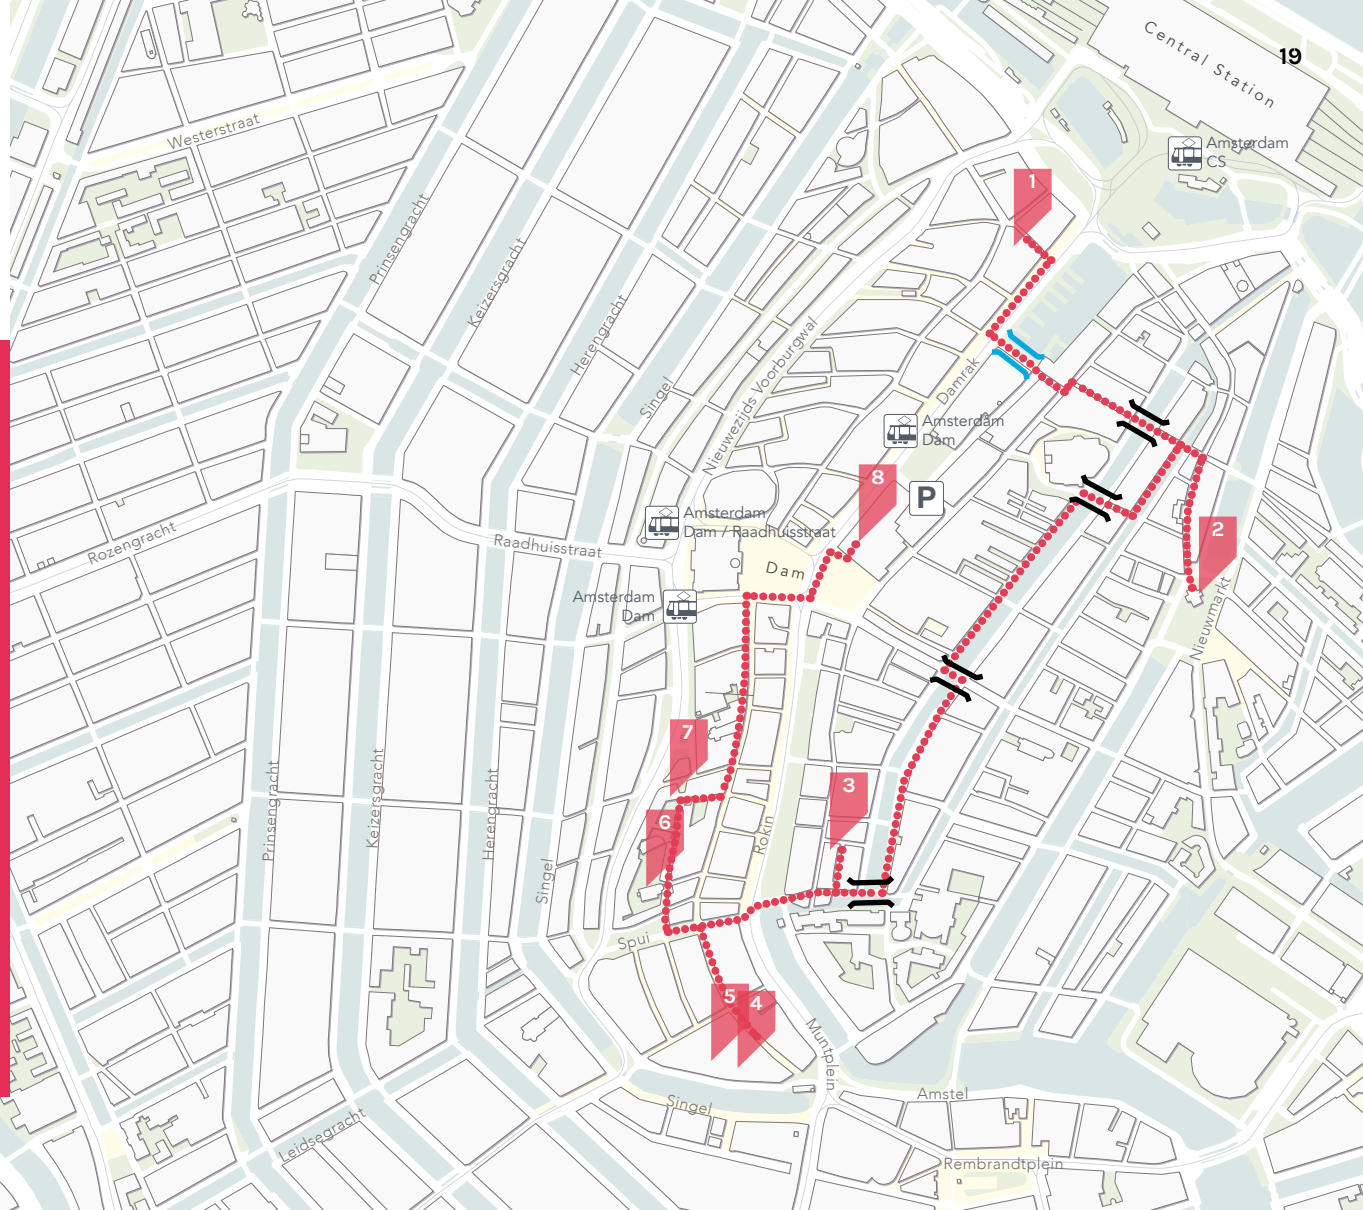 Central Station
19
Amsterdam
CS
Westerstraat
1
Prinsengracht
Keizersgracht
Herengracht
Singel
Nieuwezijds Voorburgwal
Damrak
Amsterdam
Dam
8
P
Amsterdam
Dam / Raadhuisstraat
2
Rozengracht
Raadhuisstraat
Dam
Amsterdam
Dam
Nieuwmarkt
7
3
6
Prinsengracht
Keizersgracht
Herengracht
Singel
Rokin
Spui
5
4
Muntplein
Singel
Amstel
Leidsegracht
Rembrandtplein